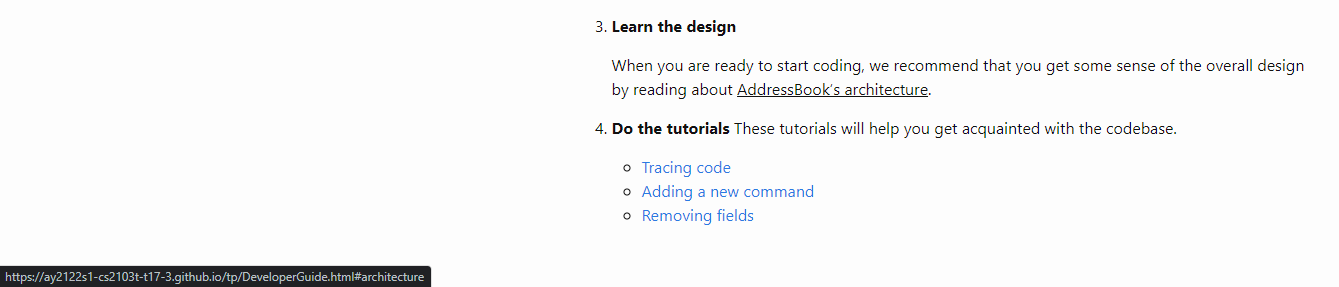 3. Learn the design
When you are ready to start coding, we recommend that you get some sense of the overall design
by reading about AddressBook’s architecture.
4. Do the tutorials These tutorials will help you get acquainted with the codebase.
Tracing code
Adding a new command
Removing fields
https://ay2122s1-cs2103t-t17-3.github.io/tp/DeveloperGuide.html#architecture